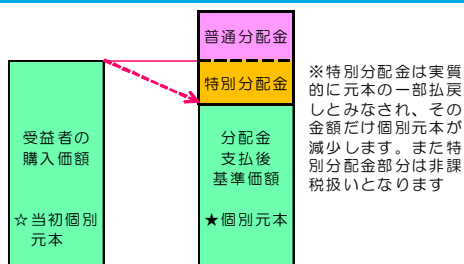 普通分配金
特別分配金
受益者の
購入価額
☆当初個別
元本
分配金
支払後
基準価額
★個別元本
※特別分配金は実質
的に元本の一部払戻
しとみなされ、その
金額だけ個別元本が
減少します。また特
別分配金部分は非課
税扱いとなります